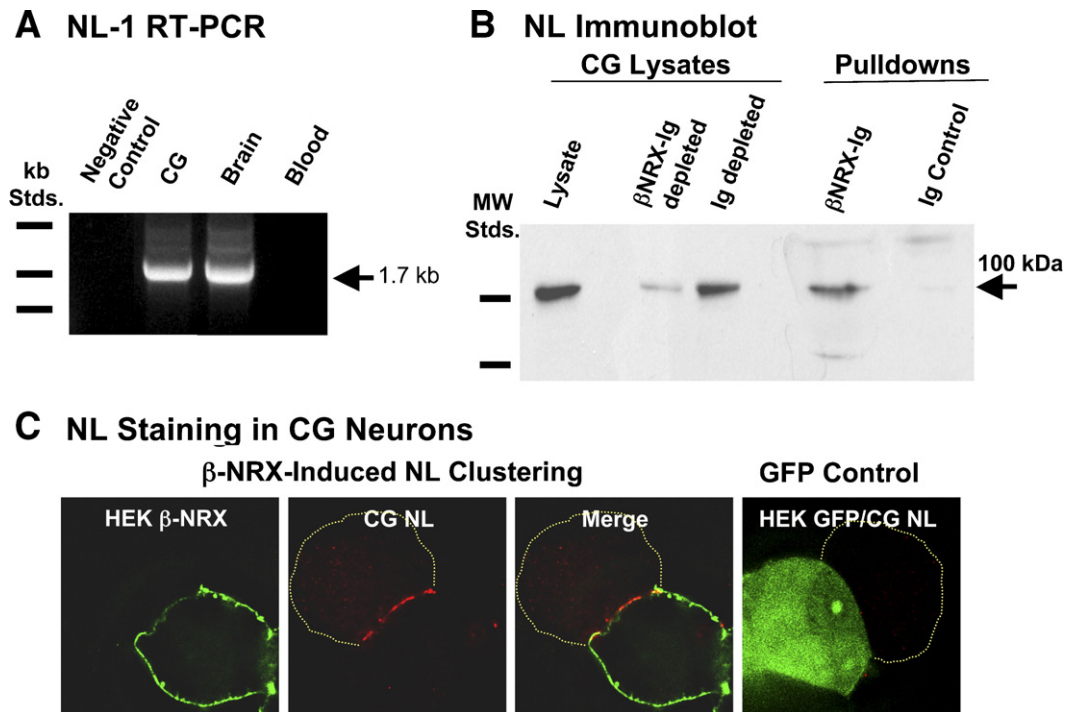 A NL-1 RT-PCR
kb
Stds.
Negative
Control
CG
Brain
Blood
1.7 kb
B NL Immunoblot
CG Lysates
Pulldowns
MW
Stds.
Lysate
βNRX-Ig
depleted
Ig depleted
βNRX-Ig
Ig Control
100 kDa
C NL Staining in CG Neurons
β-NRX-Induced NL Clustering
GFP Control
HEK β-NRX
CG NL
Merge
HEK GFP/CG NL